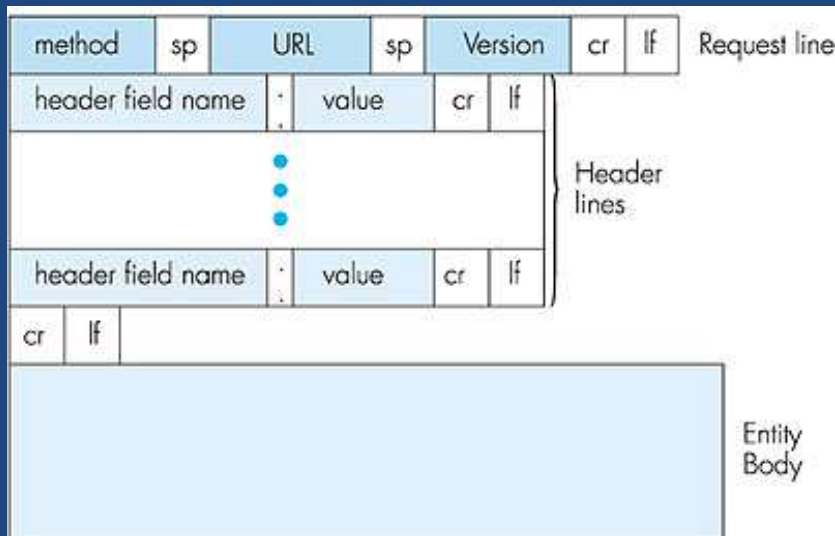 method sp URL sp Version cr lf Request line
header field name : value cr lf
Header
lines
header field name : value cr lf
cr lf
Entity
Body